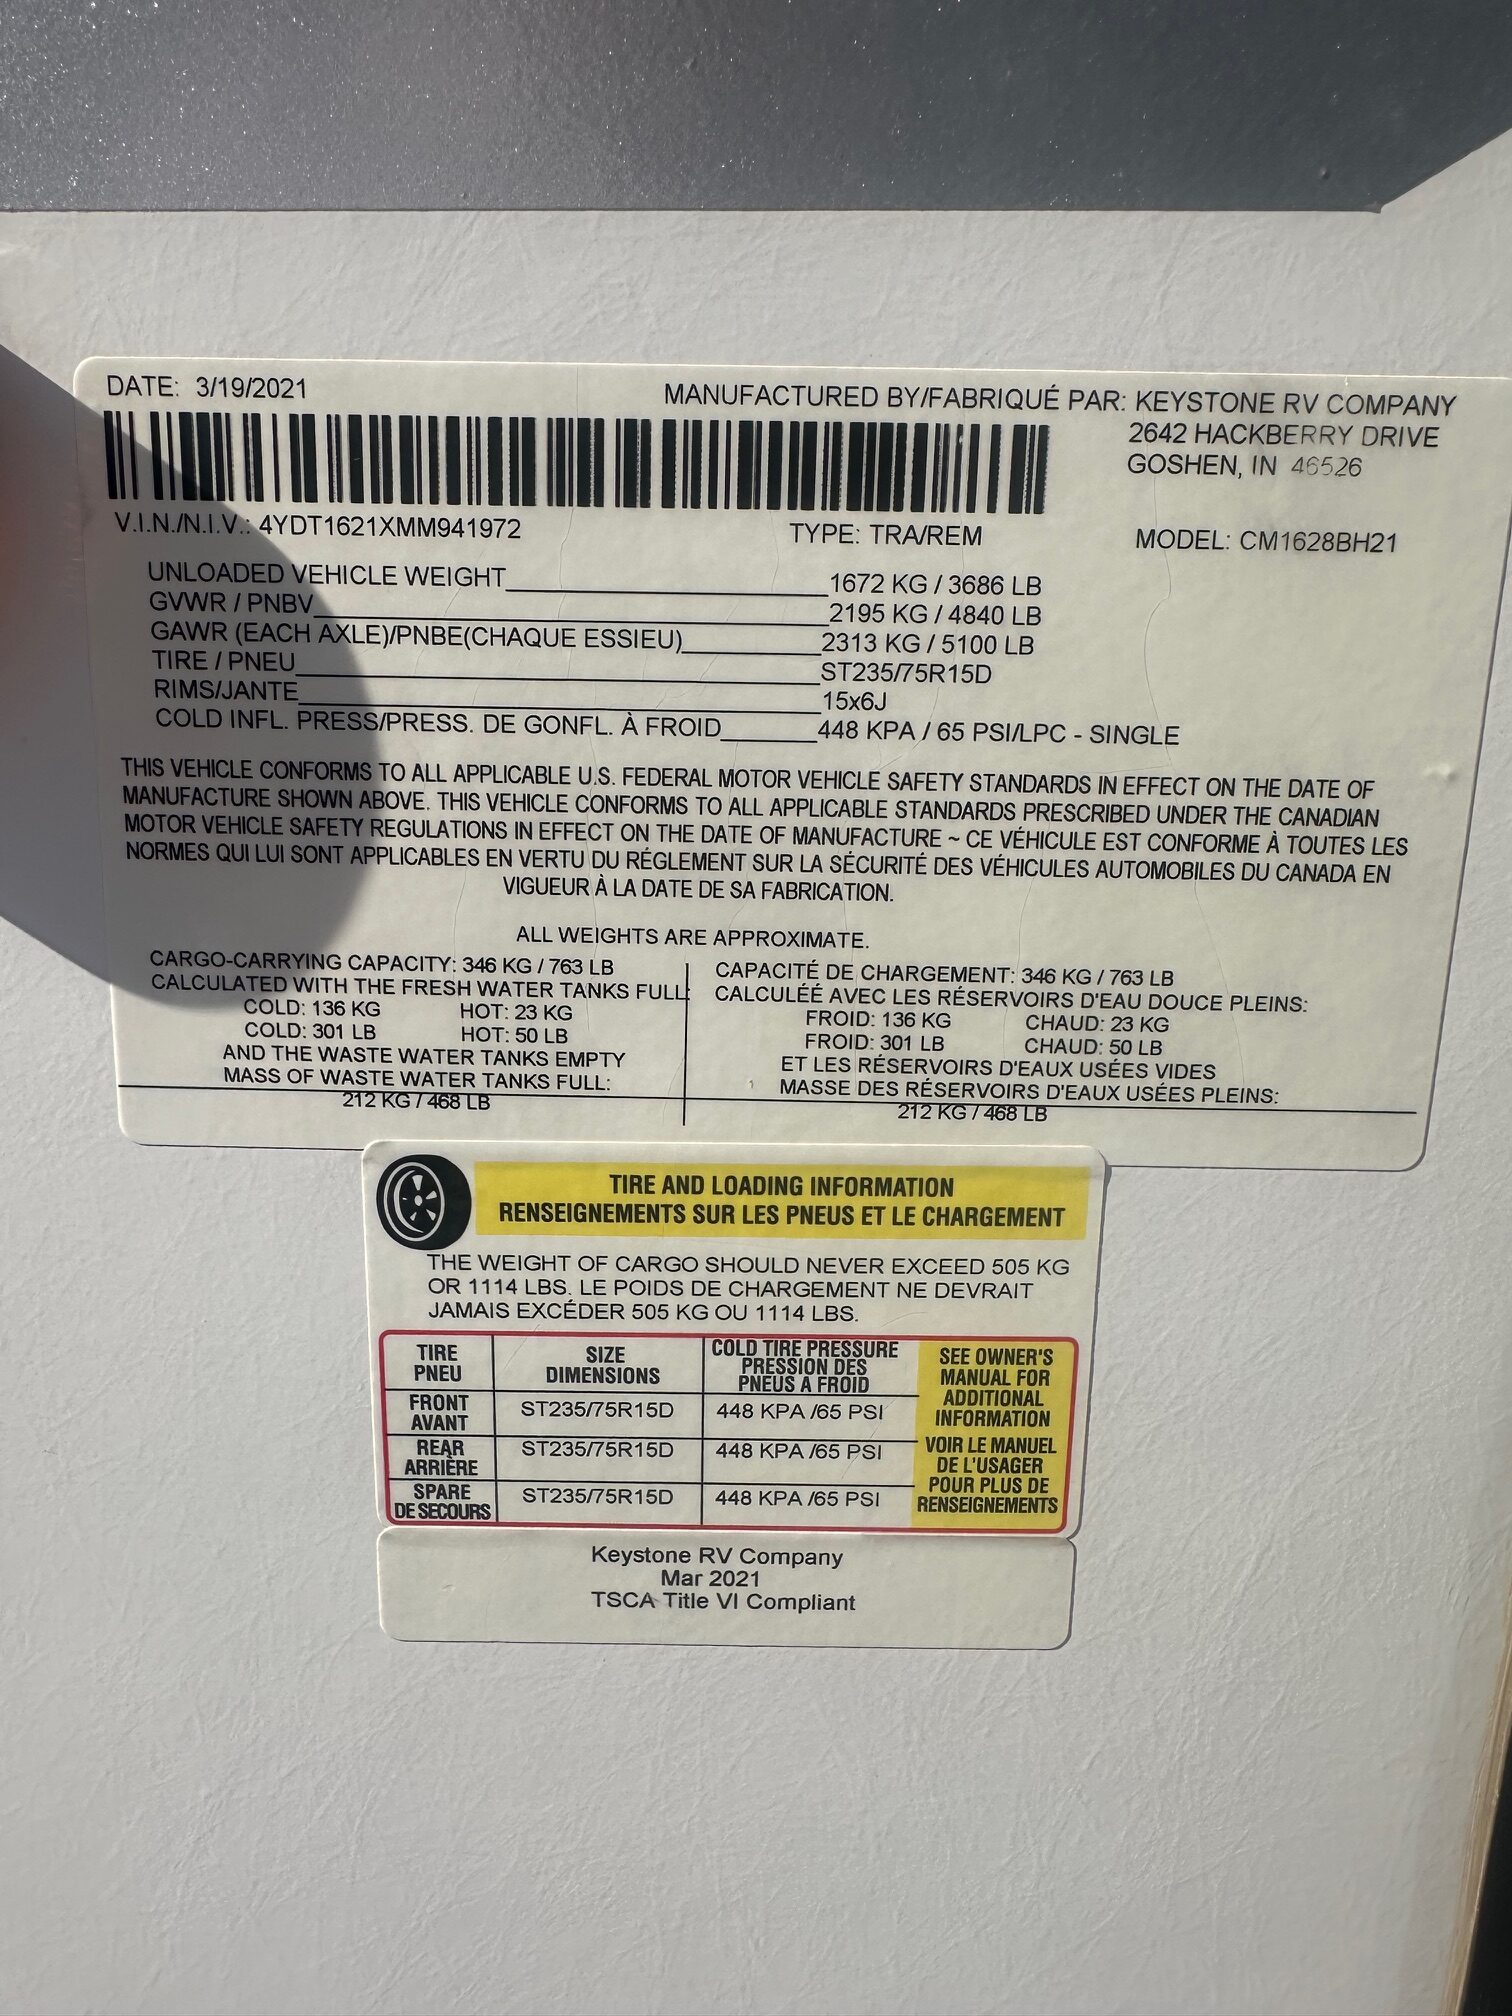 DATE: 3/19/2021
MANUFACTURED BY/FABRIQUÉ PAR: KEYSTONE RV COMPANY
2642 HACKBERRY DRIVE
GOSHEN, IN 46526
V.I.N./N.I.V.: 4YDT1621XMM941972 TYPE: TRA/REM MODEL: CM1628BH21
UNLOADED VEHICLE WEIGHT 1672 KG / 3686 LB
GVWR / PNBV 2195 KG / 4840 LB
GAWR (EACH AXLE)/PNBE(CHAQUE ESSIEU) 2313 KG / 5100 LB
TIRE / PNEU ST235/75R15D
RIMS/JANTE 15x6J
COLD INFL. PRESS/PRESS. DE GONFL. À FROID 448 KPA / 65 PSI/LPC - SINGLE
THIS VEHICLE CONFORMS TO ALL APPLICABLE U.S. FEDERAL MOTOR VEHICLE SAFETY STANDARDS IN EFFECT ON THE DATE OF
MANUFACTURE SHOWN ABOVE. THIS VEHICLE CONFORMS TO ALL APPLICABLE STANDARDS PRESCRIBED UNDER THE CANADIAN
MOTOR VEHICLE SAFETY REGULATIONS IN EFFECT ON THE DATE OF MANUFACTURE ~ CE VÉHICULE EST CONFORME À TOUTES LES
NORMES QUI LUI SONT APPLICABLES EN VERTU DU RÉGLEMENT SUR LA SÉCURITÉ DES VÉHICULES AUTOMOBILES DU CANADA EN
VIGUEUR À LA DATE DE SA FABRICATION.
ALL WEIGHTS ARE APPROXIMATE.
CARGO-CARRYING CAPACITY: 346 KG / 763 LB
CALCULATED WITH THE FRESH WATER TANKS FULL:
COLD: 136 KG HOT: 23 KG
COLD: 301 LB HOT: 50 LB
AND THE WASTE WATER TANKS EMPTY
MASS OF WASTE WATER TANKS FULL:
212 KG / 468 LB
CAPACITÉ DE CHARGEMENT: 346 KG / 763 LB
CALCULÉÉ AVEC LES RÉSERVOIRS D'EAU DOUCE PLEINS:
FROID: 136 KG CHAUD: 23 KG
FROID: 301 LB CHAUD: 50 LB
ET LES RÉSERVOIRS D'EAUX USÉES VIDES
MASSE DES RÉSERVOIRS D'EAUX USÉES PLEINS:
212 KG / 468 LB
TIRE AND LOADING INFORMATION
RENSEIGNEMENTS SUR LES PNEUS ET LE CHARGEMENT
THE WEIGHT OF CARGO SHOULD NEVER EXCEED 505 KG
OR 1114 LBS. LE POIDS DE CHARGEMENT NE DEVRAIT
JAMAIS EXCÉDER 505 KG OU 1114 LBS.
TIRE
PNEU
SIZE
DIMENSIONS
COLD TIRE PRESSURE
PRESSION DES
PNEUS A FROID
FRONT
AVANT
ST235/75R15D
448 KPA /65 PSI
REAR
ARRIÈRE
ST235/75R15D
448 KPA /65 PSI
SPARE
DE SECOURS
ST235/75R15D
448 KPA /65 PSI
SEE OWNER'S
MANUAL FOR
ADDITIONAL
INFORMATION
VOIR LE MANUEL
DE L'USAGER
POUR PLUS DE
RENSEIGNEMENTS
Keystone RV Company
Mar 2021
TSCA Title VI Compliant